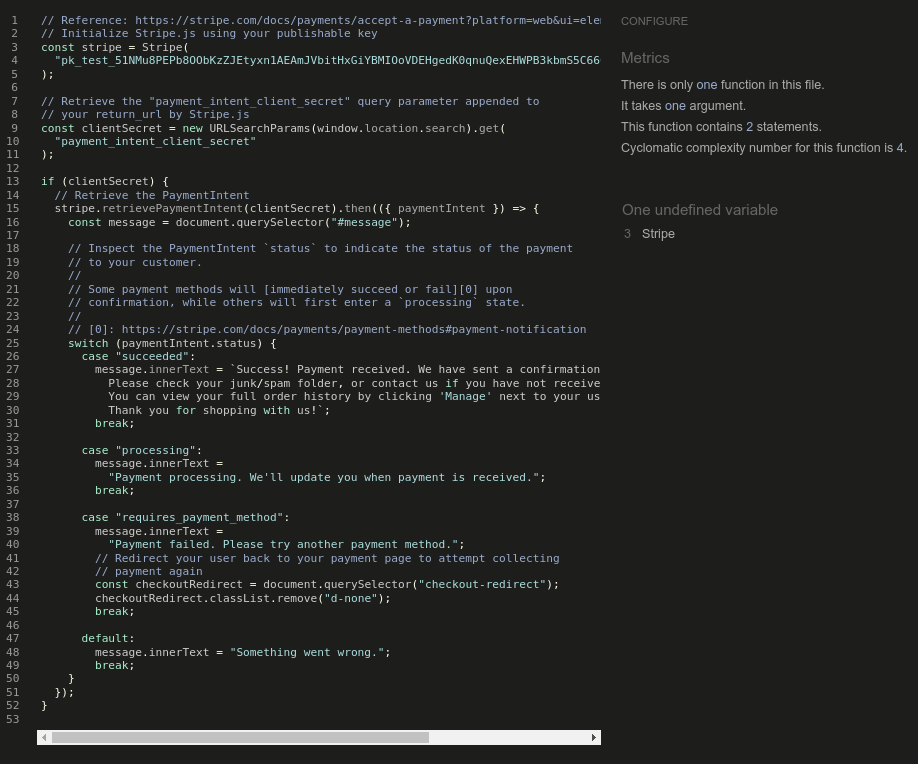 CONFIGURE
1 // Reference: https://stripe.com/docs/payments/accept-a-payment?platform=web&ui=ele
2 // Initialize Stripe.js using your publishable key
3 const stripe = Stripe(
4 "pk_test_51NMu8PEPb8OObKzZJEtyxn1AEAmJVbitHxGiYBMIOoVDEHgedK0qnuQexEHWPB3kbmS5C66
5 );
6
7 // Retrieve the "payment_intent_client_secret" query parameter appended to
8 // your return_url by Stripe.js
9 const clientSecret = new URLSearchParams(window.location.search).get(
10 "payment_intent_client_secret"
11 );
12
13 if (clientSecret) {
14 // Retrieve the PaymentIntent
15 stripe.retrievePaymentIntent(clientSecret).then(({ paymentIntent }) => {
16 const message = document.querySelector("#message");
17
18 // Inspect the PaymentIntent `status` to indicate the status of the payment
19 // to your customer.
20 //
21 // Some payment methods will [immediately succeed or fail][0] upon
22 // confirmation, while others will first enter a `processing` state.
23 //
24 // [0]: https://stripe.com/docs/payments/payment-methods#payment-notification
25 switch (paymentIntent.status) {
26 case "succeeded":
27 message.innerText = `Success! Payment received. We have sent a confirmation
28 Please check your junk/spam folder, or contact us if you have not receive
29 You can view your full order history by clicking 'Manage' next to your us
30 Thank you for shopping with us!`;
31 break;
32
33 case "processing":
34 message.innerText =
35 "Payment processing. We'll update you when payment is received.";
36 break;
37
38 case "requires_payment_method":
39 message.innerText =
40 "Payment failed. Please try another payment method.";
41 // Redirect your user back to your payment page to attempt collecting
42 // payment again
43 const checkoutRedirect = document.querySelector("checkout-redirect");
44 checkoutRedirect.classList.remove("d-none");
45 break;
46
47 default:
48 message.innerText = "Something went wrong.";
49 break;
50 }
51 });
52 }
53
Metrics
There is only one function in this file.
It takes one argument.
This function contains 2 statements.
Cyclomatic complexity number for this function is 4.
One undefined variable
3 Stripe